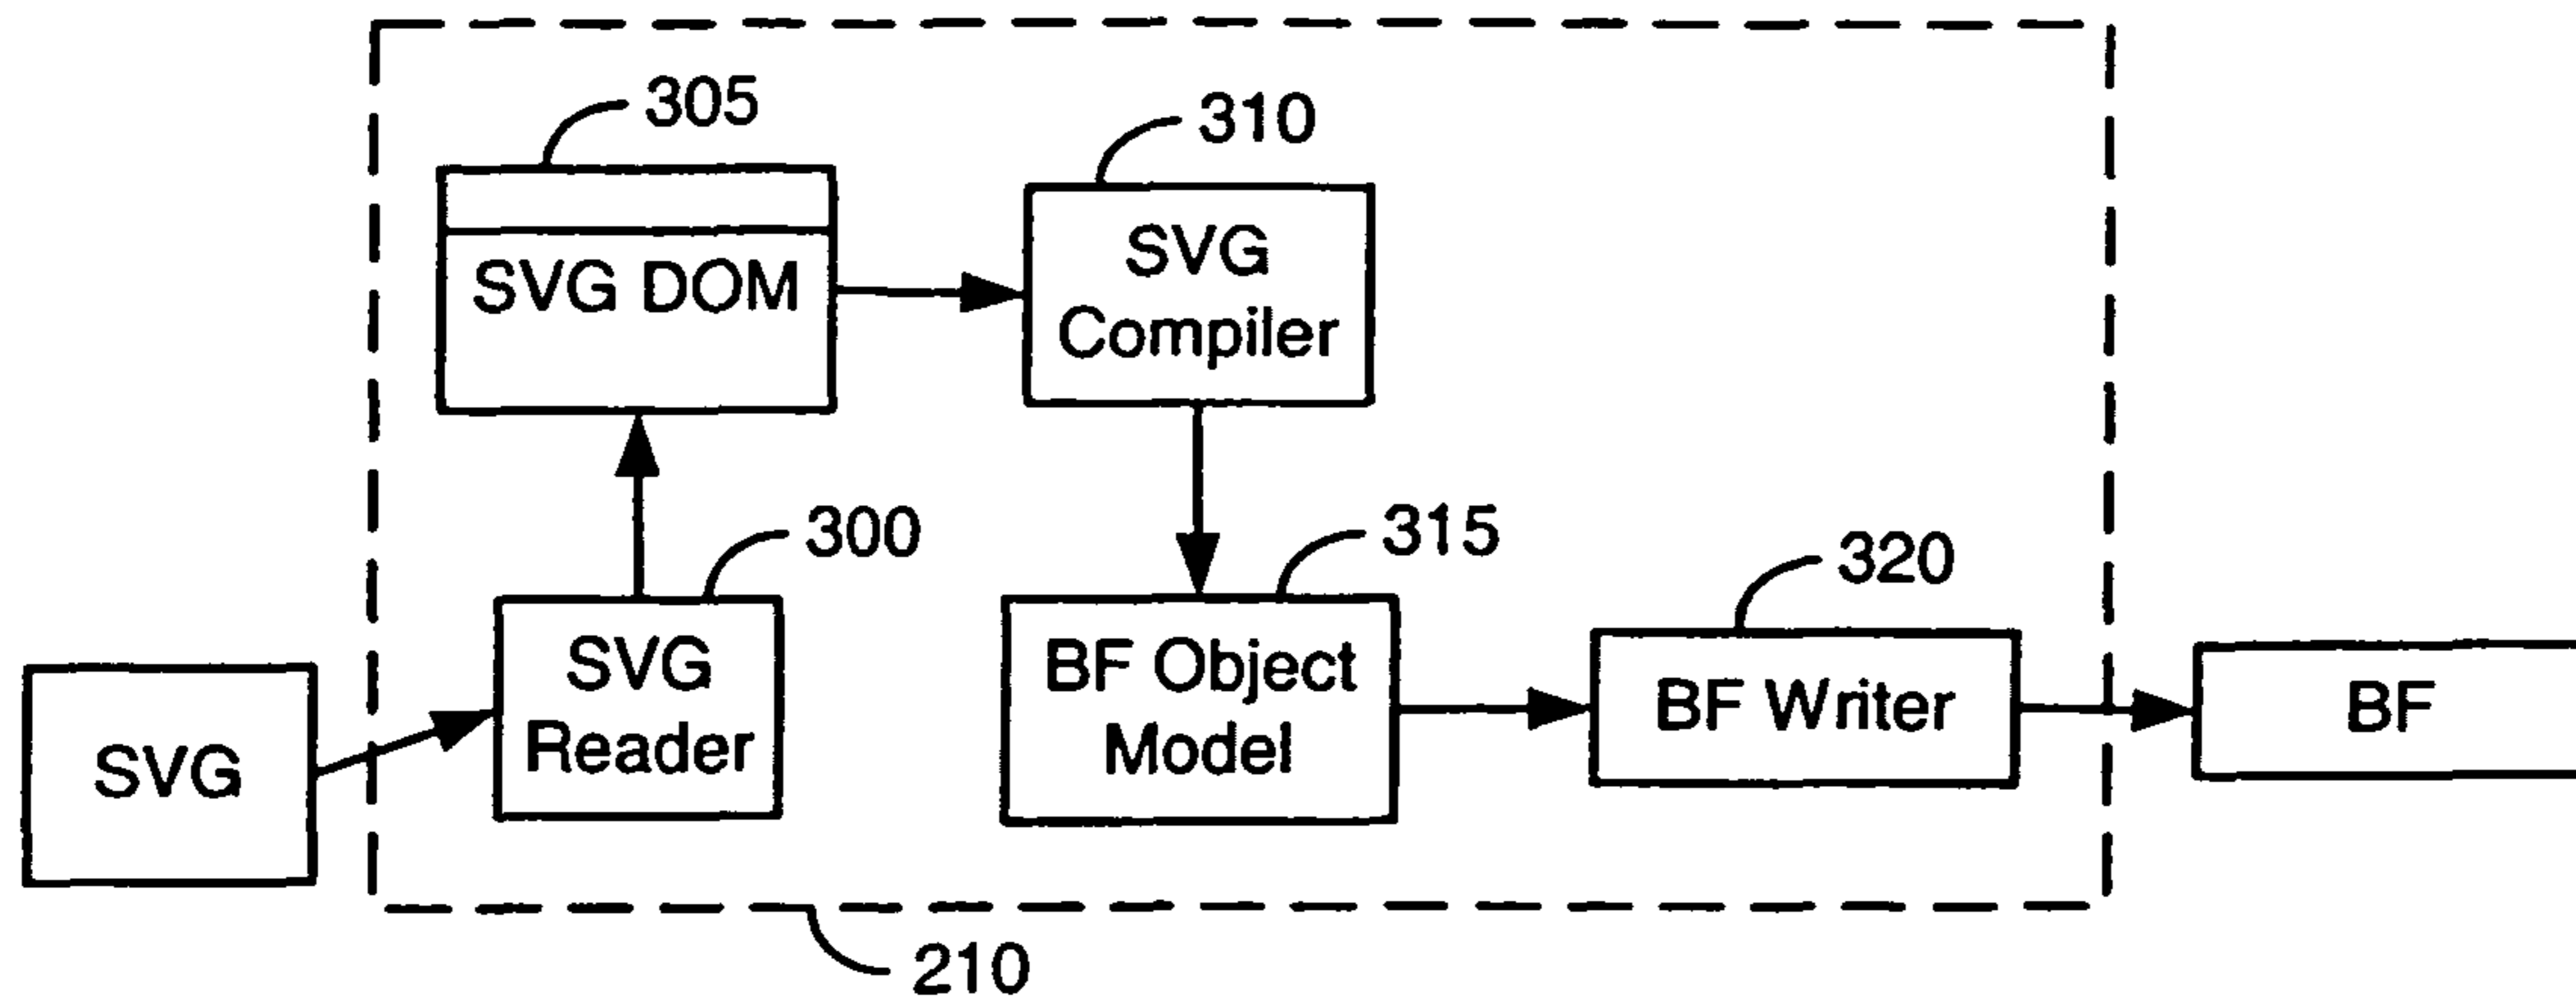 305
310
SVG DOM
SVG
Compiler
300
315
320
SVG
Reader
BF Object
Model
BF Writer
BF
SVG
210